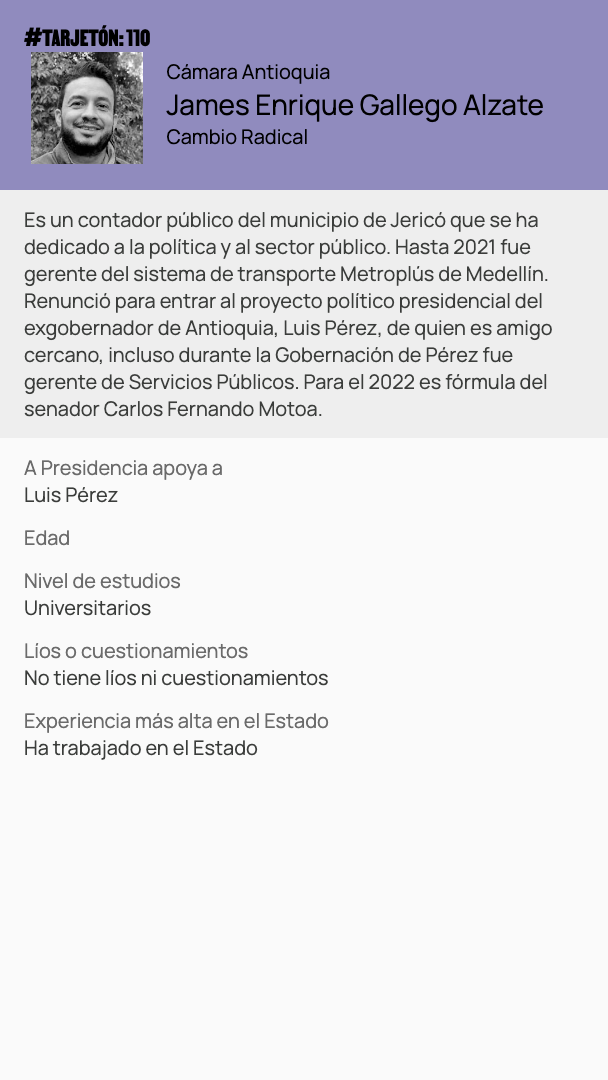 #TARJETÓN: 110
Cámara Antioquia
James Enrique Gallego Alzate
Cambio Radical
Es un contador público del municipio de Jericó que se ha
dedicado a la política y al sector público. Hasta 2021 fue
gerente del sistema de transporte Metroplús de Medellín.
Renunció para entrar al proyecto político presidencial del
exgobernador de Antioquia, Luis Pérez, de quien es amigo
cercano, incluso durante la Gobernación de Pérez fue
gerente de Servicios Públicos. Para el 2022 es fórmula del
senador Carlos Fernando Motoa.
A Presidencia apoya a
Luis Pérez
Edad
Nivel de estudios
Universitarios
Líos o cuestionamientos
No tiene líos ni cuestionamientos
Experiencia más alta en el Estado
Ha trabajado en el Estado